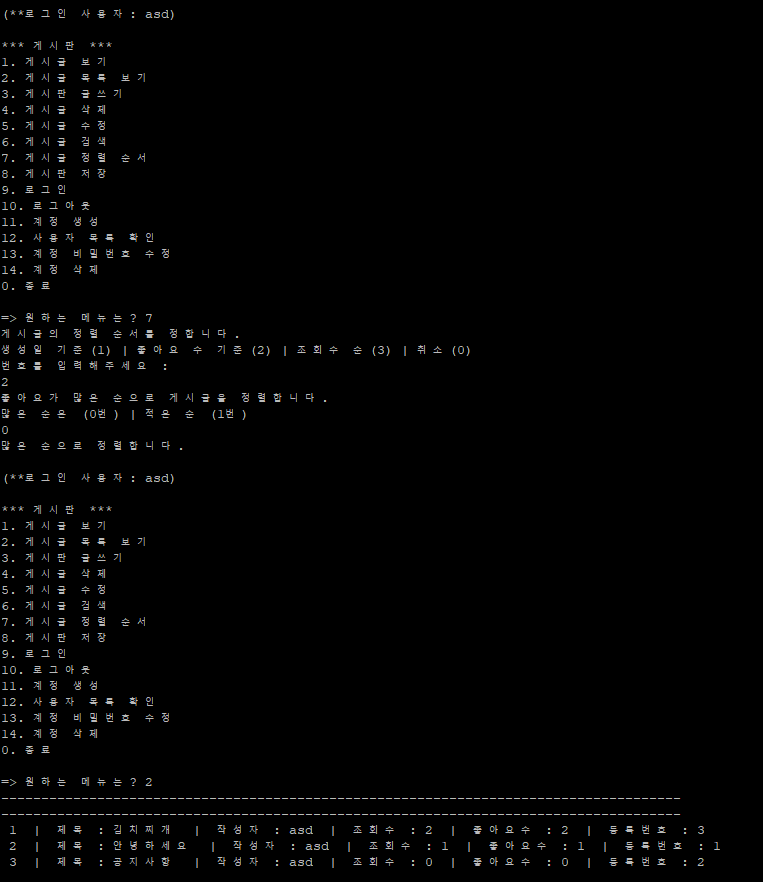 (**로그인 사용자 : asd)
*** 게시판 ***
1. 게시글 보기
2. 게시글 목록 보기
3. 게시판 글쓰기
4. 게시글 삭제
5. 게시글 수정
6. 게시글 검색
7. 게시글 정렬 순서
8. 게시판 저장
9. 로그인
10. 로그아웃
11. 계정 생성
12. 사용자 목록 확인
13. 계정 비밀번호 수정
14. 계정 삭제
0. 종료
=> 원하는 메뉴는? 7
게시글의 정렬 순서를 정합니다.
생성일 기준(1) | 좋아요 수 기준(2) | 조회수 순(3) | 취소(0)
번호를 입력해주세요 :
2
좋아요가 많은 순으로 게시글을 정렬합니다.
많은 순은 (0번) | 적은 순 (1번)
0
많은 순으로 정렬합니다.
(**로그인 사용자 : asd)
*** 게시판 ***
1. 게시글 보기
2. 게시글 목록 보기
3. 게시판 글쓰기
4. 게시글 삭제
5. 게시글 수정
6. 게시글 검색
7. 게시글 정렬 순서
8. 게시판 저장
9. 로그인
10. 로그아웃
11. 계정 생성
12. 사용자 목록 확인
13. 계정 비밀번호 수정
14. 계정 삭제
0. 종료
=> 원하는 메뉴는? 2
-------------------------------------------------------------------------------------
-------------------------------------------------------------------------------------
1 | 제목 : 김치찌개 | 작성자 : asd | 조회수 : 2 | 좋아요수 : 2 | 등록번호 : 3
2 | 제목 : 안녕하세요 | 작성자 : asd | 조회수 : 1 | 좋아요수 : 1 | 등록번호 : 1
3 | 제목 : 공지사항 | 작성자 : asd | 조회수 : 0 | 좋아요수 : 0 | 등록번호 : 2